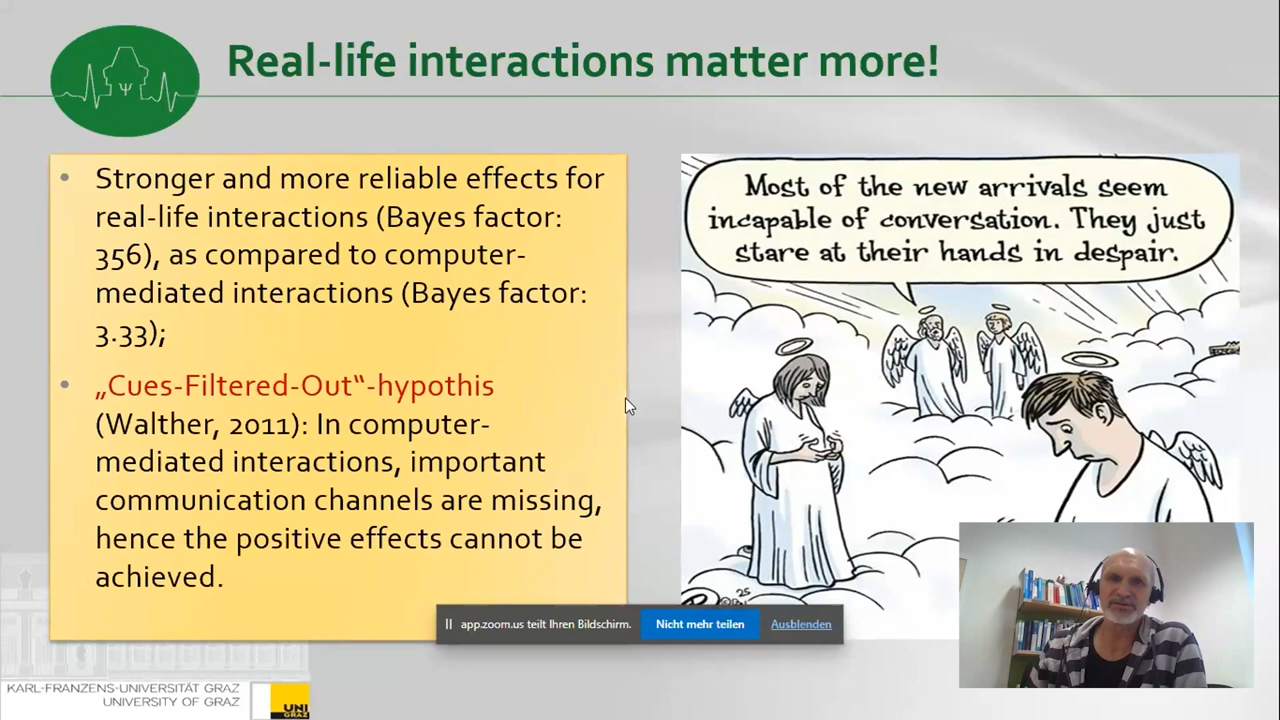 Real-life interactions matter more!
Stronger and more reliable effects for
real-life interactions (Bayes factor:
356), as compared to computer-
mediated interactions (Bayes factor:
3.33);
„Cues-Filtered-Out“-hypothis
(Walther, 2011): In computer-
mediated interactions, important
communication channels are missing,
hence the positive effects cannot be
achieved.
Most of the new arrivals seem
incapable of conversation. They just
stare at their hands in despair.
app.zoom.us teilt Ihren Bildschirm.
Nicht mehr teilen
Ausblenden
KARL-FRANZENS-UNIVERSITÄT GRAZ
UNIVERSITY OF GRAZ
UNI
GRAZ
Ψ